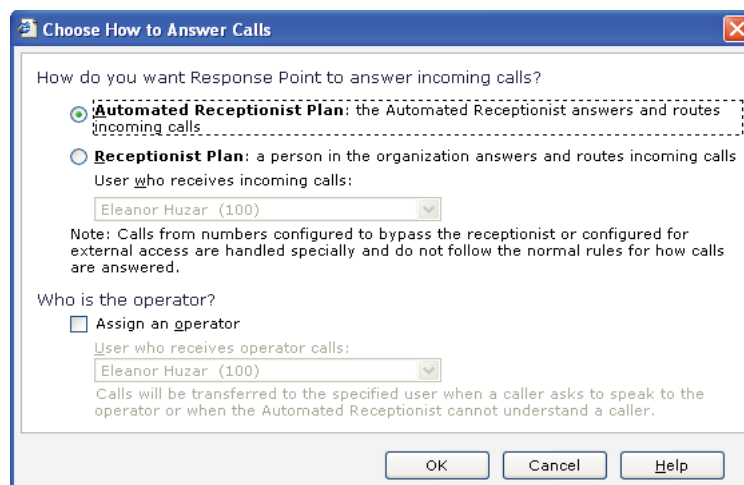 Choose How to Answer Calls
How do you want Response Point to answer incoming calls?
Automated Receptionist Plan: the Automated Receptionist answers and routes
incoming calls
Receptionist Plan: a person in the organization answers and routes incoming calls
User who receives incoming calls:
Eleanor Huzar (100)
Note: Calls from numbers configured to bypass the receptionist or configured for
external access are handled specially and do not follow the normal rules for how calls
are answered.
Who is the operator?
Assign an operator
User who receives operator calls:
Eleanor Huzar (100)
Calls will be transferred to the specified user when a caller asks to speak to the
operator or when the Automated Receptionist cannot understand a caller.
OK Cancel Help